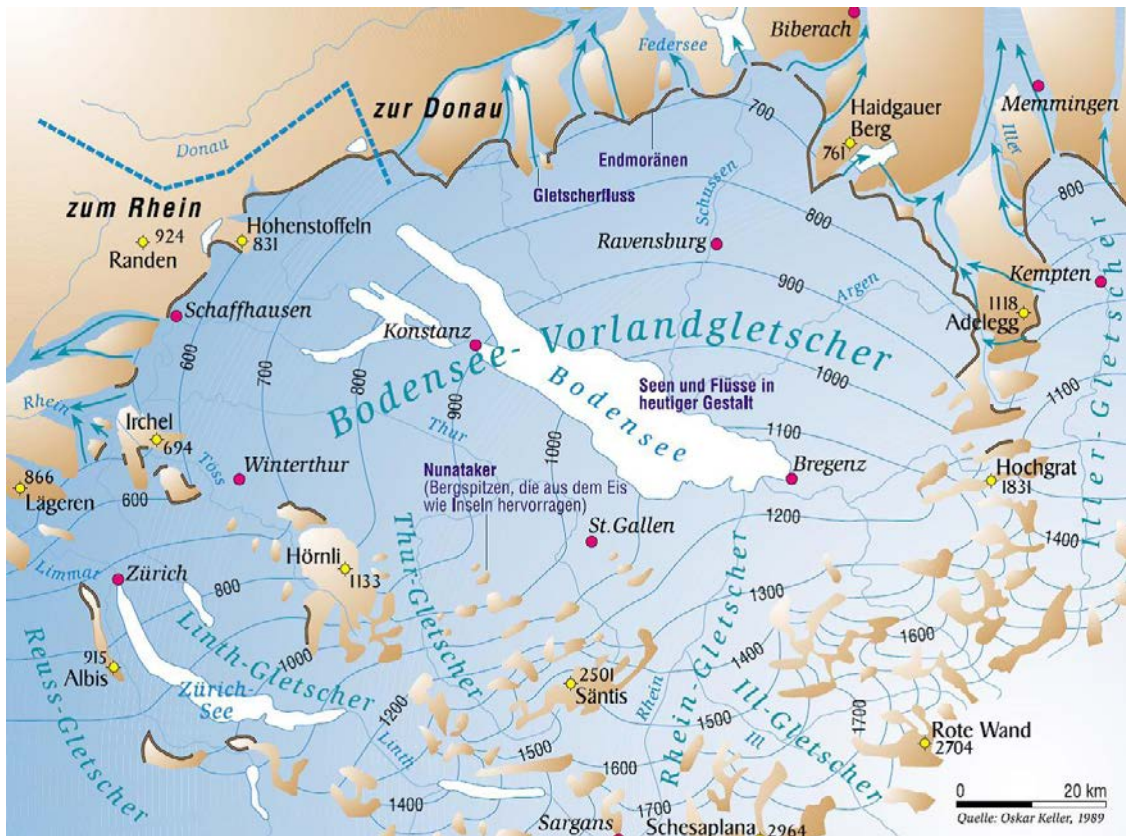 Biberach
Federsee
zur Donau
700
Haidgauer
Berg
761
Memmingen
Iller
Donau
Endmoränen
Gletscherfluss
Schussen
800
800
zum Rhein
924
Randen
Hohenstoffeln
831
Ravensburg
900
Argen
Kempten
1118
Adelegg
Schaffhausen
Konstanz
Bodensee-Vorlandgletscher
600
700
800
900
1000
1000
1100
1100
Bodensee
Seen und Flüsse in
heutiger Gestalt
Rhein
Thur
Irchel
694
Töss
Winterthur
Nunataker
(Bergspitzen, die aus dem Eis
wie Inseln hervorragen)
Bregenz
1200
Hochgrat
1831
Iller-Gletscher
866
Lägeren
600
St.Gallen
1400
Limmat
Zürich
Hörnli
1133
800
Thur-Gletscher
1300
1600
Linth-Gletscher
1000
Rhein-Gletscher
1400
915
Albis
Reuss-Gletscher
Zürich-
See
2501
Säntis
Rhein
Ill-Gletscher
1200
Linth
1500
1500
Ill
1700
Rote Wand
2704
1600
1400
1700
Sargans
Schesaplana 2964
0 20 km
Quelle: Oskar Keller, 1989